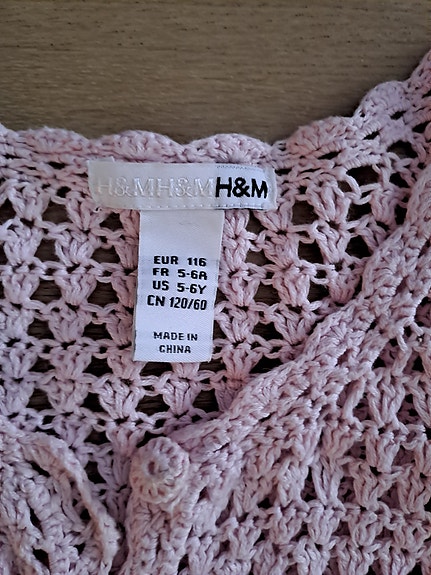 H&MH&MH&M
EUR 116
FR 5-6A
US 5-6Y
CN 120/60
MADE IN
CHINA